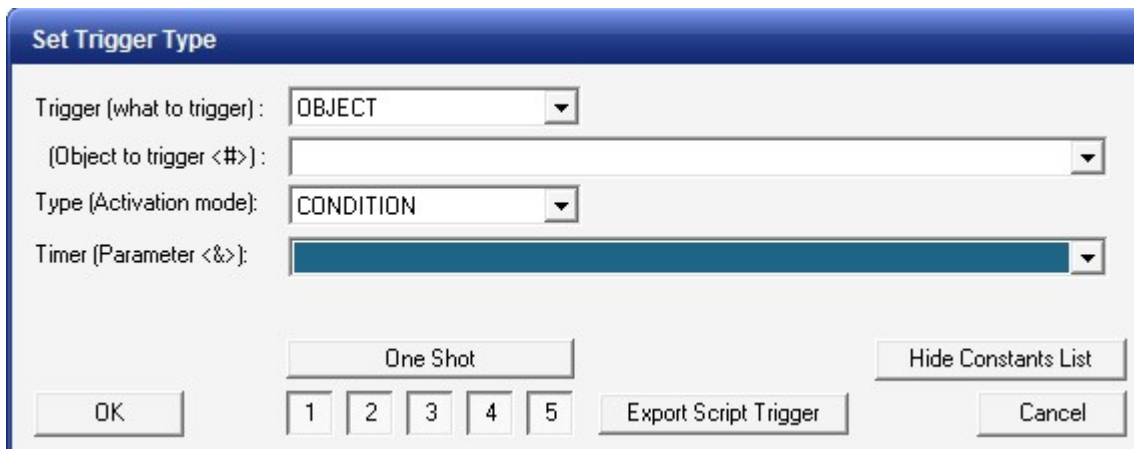 Set Trigger Type
Trigger (what to trigger) : OBJECT
(Object to trigger <#>) :
Type (Activation mode): CONDITION
Timer (Parameter <&>):
One Shot Hide Constants List
OK 1 2 3 4 5 Export Script Trigger Cancel